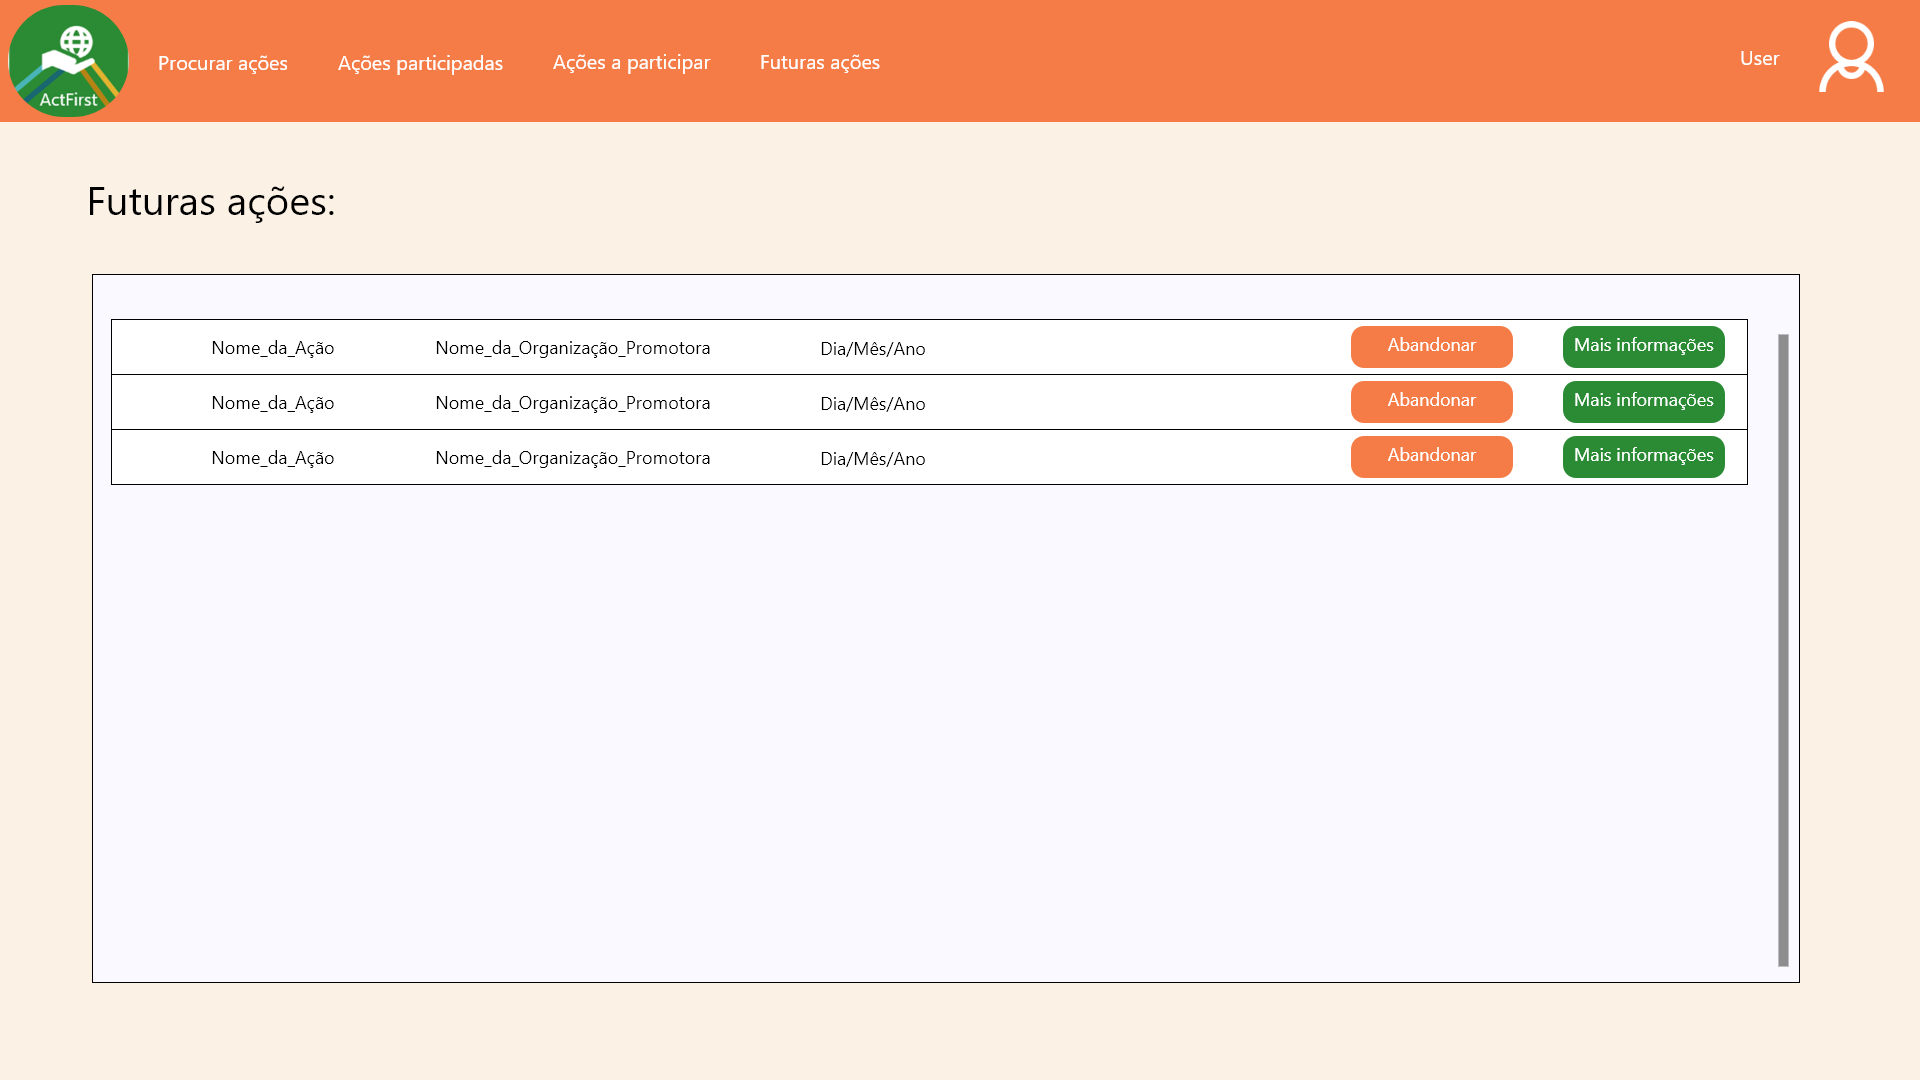 ActFirst
Procurar ações
Ações participadas
Ações a participar
Futuras ações
User
Futuras ações:
Nome_da_Ação Nome_da_Organização_Promotora Dia/Mês/Ano Abandonar Mais informações
Nome_da_Ação Nome_da_Organização_Promotora Dia/Mês/Ano Abandonar Mais informações
Nome_da_Ação Nome_da_Organização_Promotora Dia/Mês/Ano Abandonar Mais informações